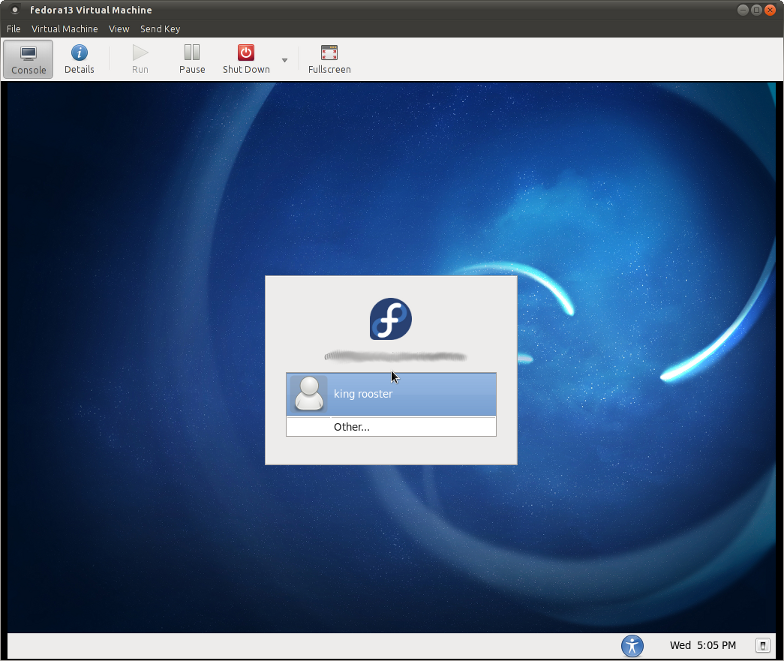 fedora13 Virtual Machine
File Virtual Machine View Send Key
Console Details Run Pause Shut Down Fullscreen
king rooster
Other...
Wed 5:05 PM